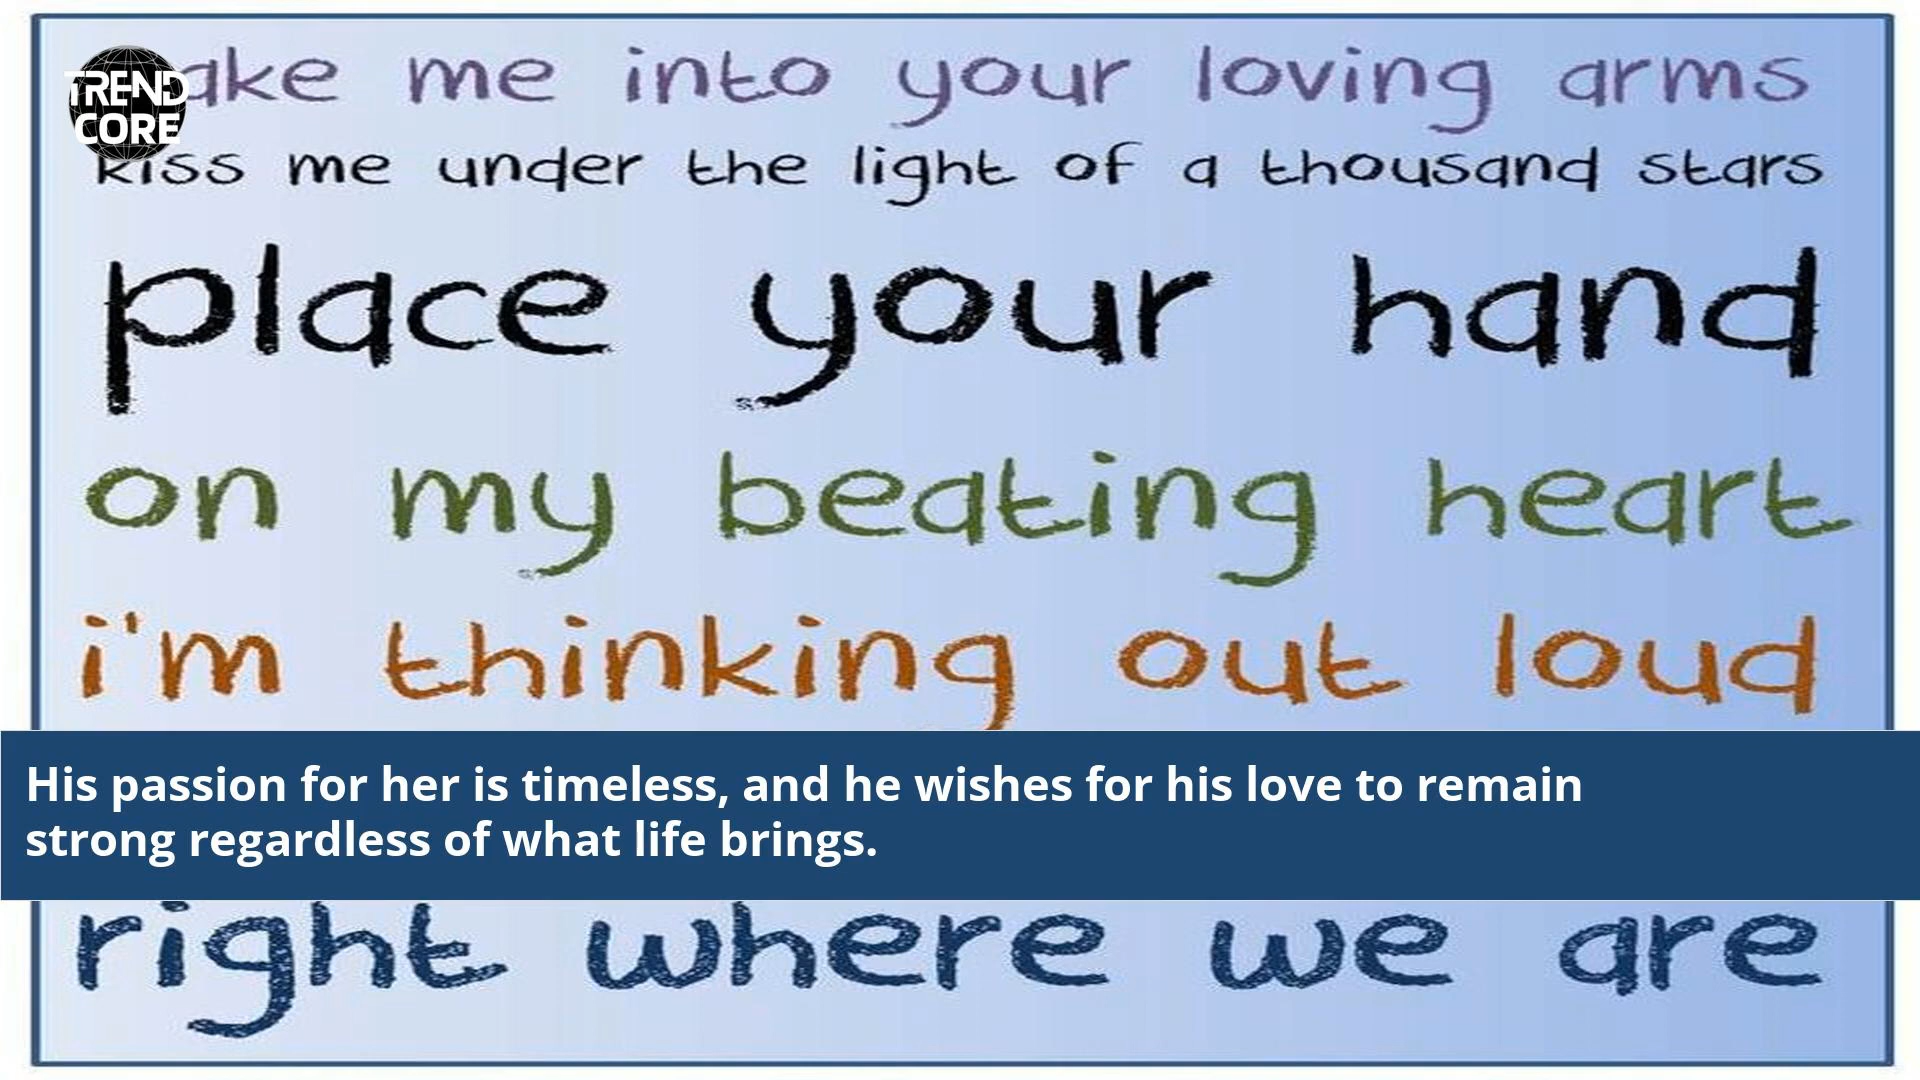 TREND
CORE
ake me into your loving arms
kiss me under the light of a thousand stars
place your hand
on my beating heart
i'm thinking out loud
His passion for her is timeless, and he wishes for his love to remain
strong regardless of what life brings.
right where we are